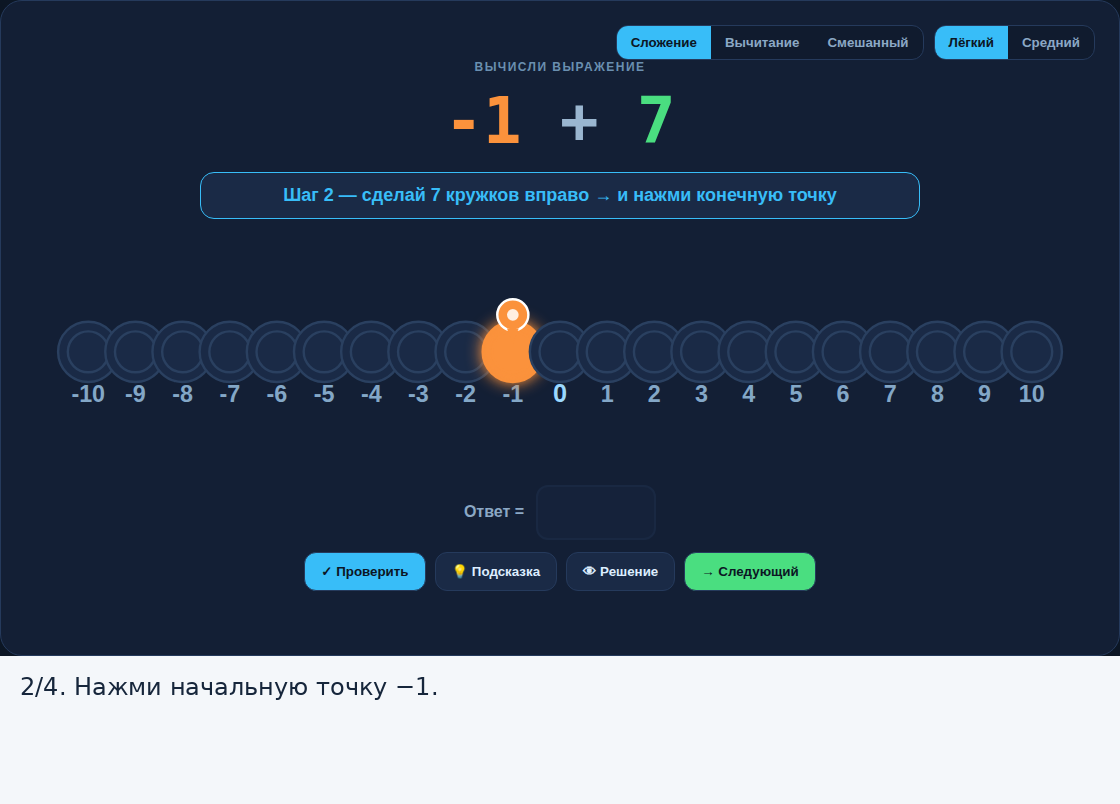 Сложение Вычитание Смешанный Лёгкий Средний
ВЫЧИСЛИ ВЫРАЖЕНИЕ
-1 + 7
Шаг 2 — сделай 7 кружков вправо → и нажми конечную точку
-10 -9 -8 -7 -6 -5 -4 -3 -2 -1 0 1 2 3 4 5 6 7 8 9 10
Ответ =
✓ Проверить 💡 Подсказка 👁 Решение → Следующий
2/4. Нажми начальную точку −1.